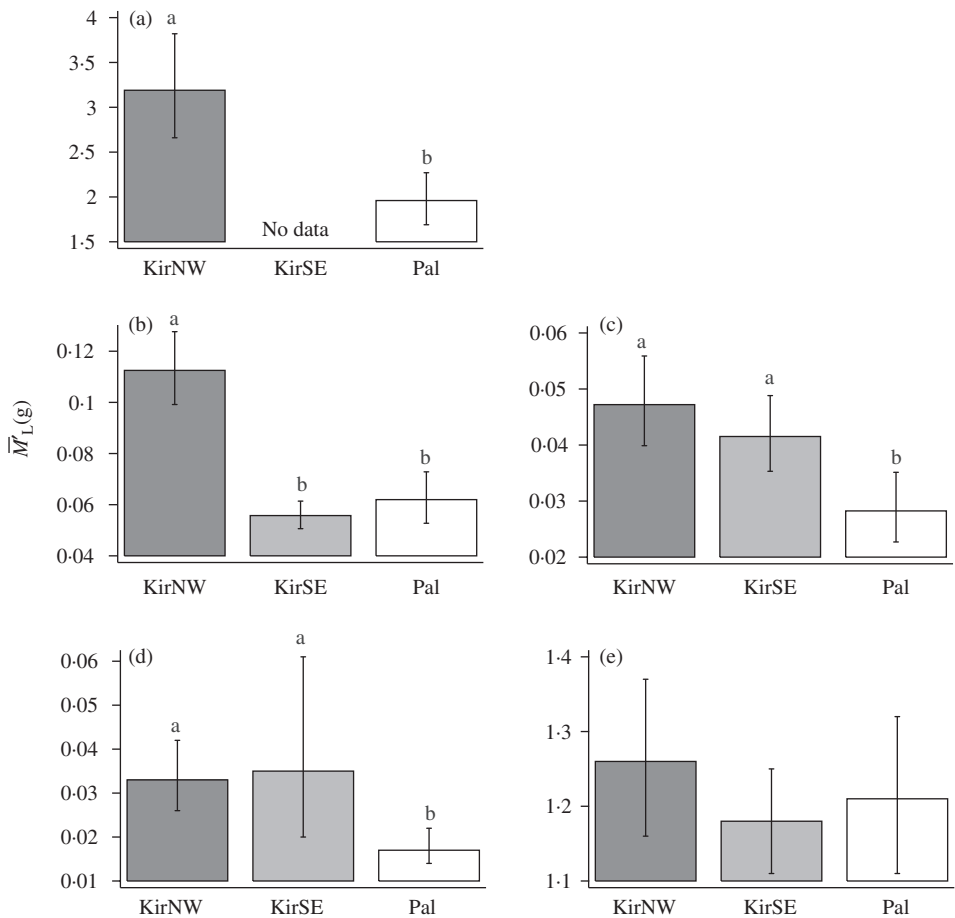 (a)
a
b
4
3·5
3
2·5
2
1·5
No data
KirNW KirSE Pal
M̅′L(g)
(b)
a
b
b
0·12
0·1
0·08
0·06
0·04
KirNW KirSE Pal
(c)
a
a
b
0·06
0·05
0·04
0·03
0·02
KirNW KirSE Pal
(d)
a
a
b
0·06
0·05
0·04
0·03
0·02
0·01
KirNW KirSE Pal
(e)
1·4
1·3
1·2
1·1
KirNW KirSE Pal